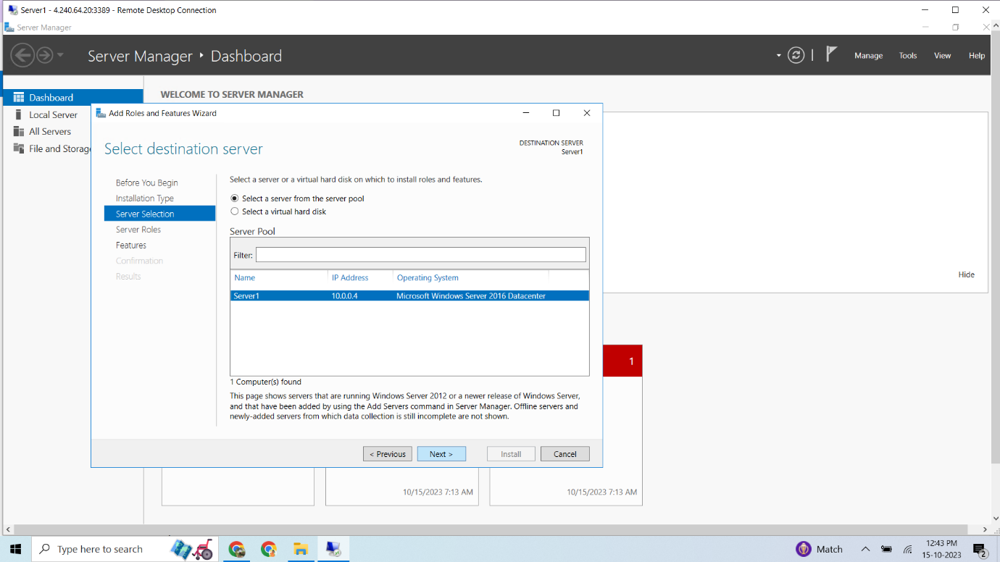 Server1 - 4.240.64.20:3389 - Remote Desktop Connection
Server Manager
Server Manager ‣ Dashboard
Manage
Tools
View
Help
Dashboard
Local Server
All Servers
File and Storag
WELCOME TO SERVER MANAGER
Add Roles and Features Wizard
Select destination server
DESTINATION SERVER
Server1
Before You Begin
Installation Type
Server Selection
Server Roles
Features
Confirmation
Results
Select a server or a virtual hard disk on which to install roles and features.
Select a server from the server pool
Select a virtual hard disk
Server Pool
Filter:
Name IP Address Operating System
Server1 10.0.0.4 Microsoft Windows Server 2016 Datacenter
1 Computer(s) found
This page shows servers that are running Windows Server 2012 or a newer release of Windows Server,
and that have been added by using the Add Servers command in Server Manager. Offline servers and
newly-added servers from which data collection is still incomplete are not shown.
< Previous
Next >
Install
Cancel
Hide
1
10/15/2023 7:13 AM
10/15/2023 7:13 AM
Type here to search
Match
12:43 PM
15-10-2023
2